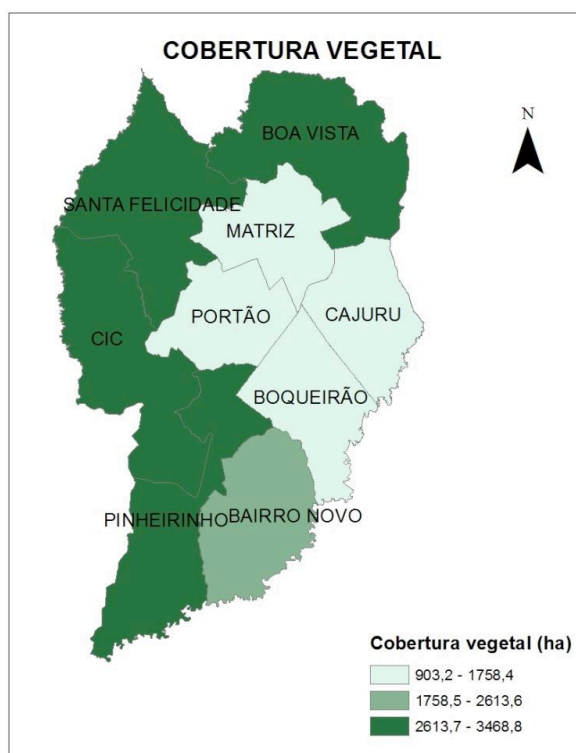 COBERTURA VEGETAL
N
BOA VISTA
SANTA FELICIDADE
MATRIZ
PORTÃO
CAJURU
CIC
BOQUEIRÃO
PINHEIRINHO
BAIRRO NOVO
Cobertura vegetal (ha)
903,2 - 1758,4
1758,5 - 2613,6
2613,7 - 3468,8